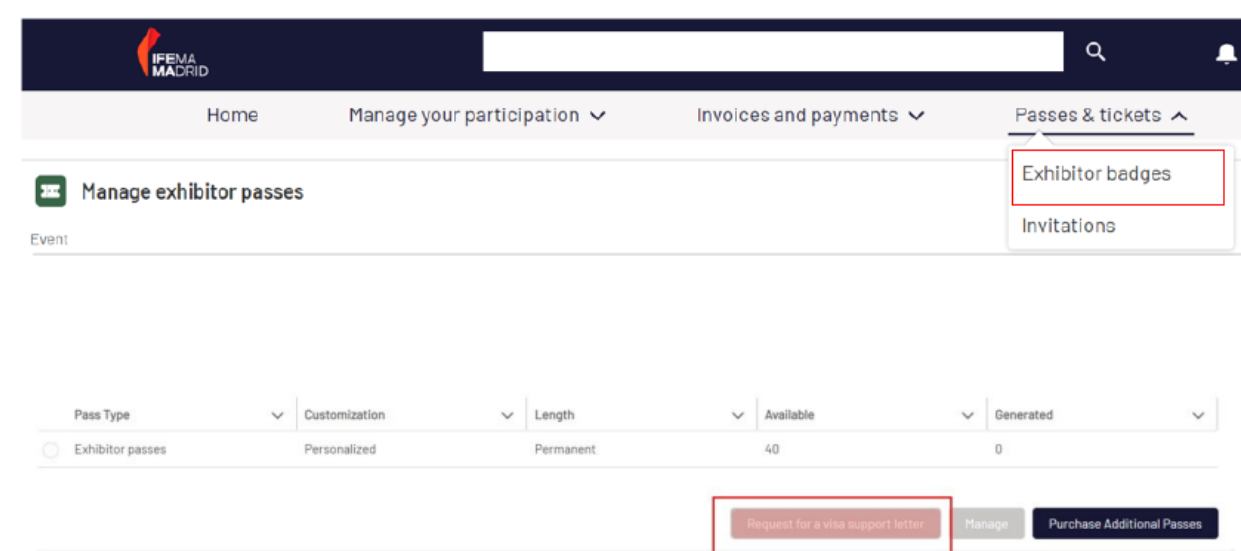 IFEMA
MADRID
Home Manage your participation Invoices and payments Passes & tickets
Exhibitor badges
Manage exhibitor passes
Invitations
Event
Pass Type Customization Length Available Generated
Exhibitor passes Personalized Permanent 40 0
Request for a visa support letter Manage Purchase Additional Passes